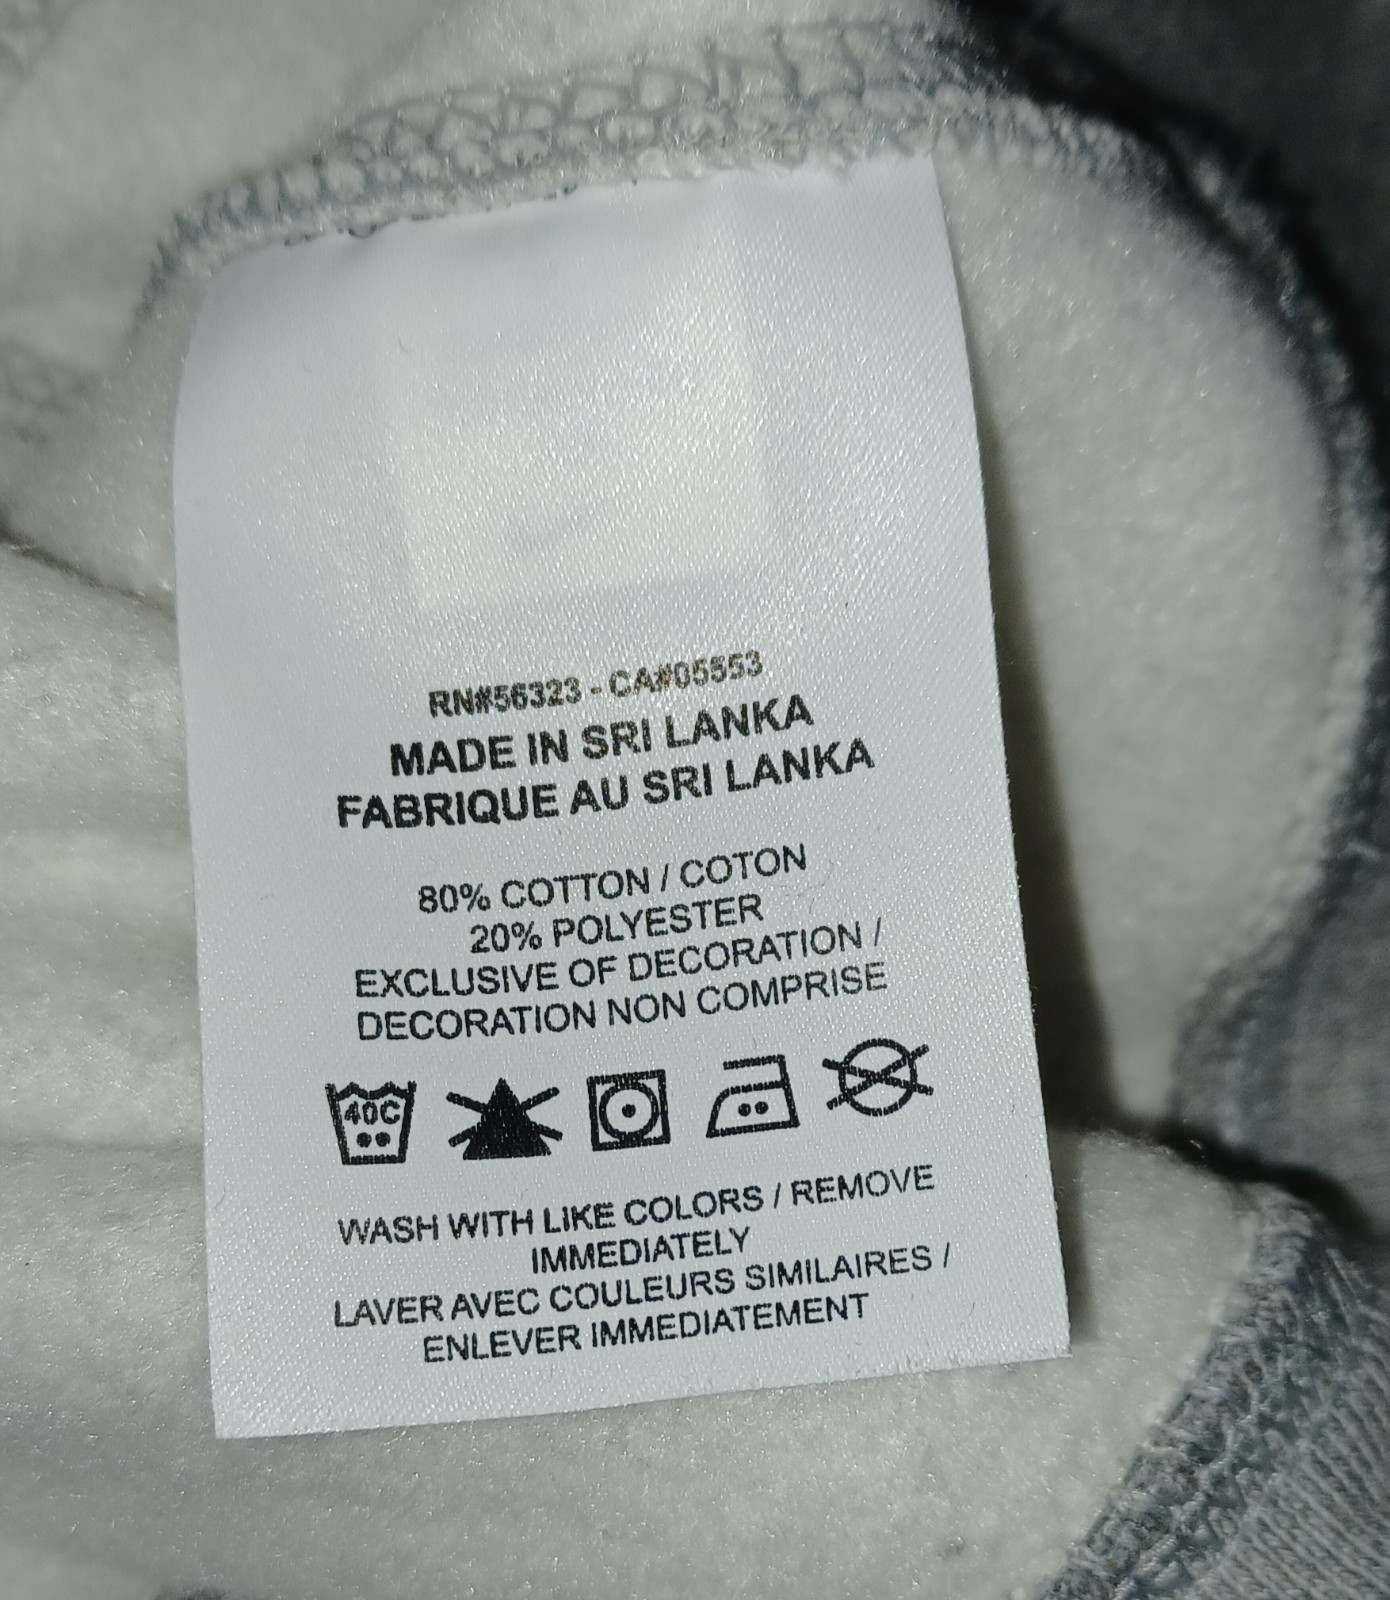 RN#56323 - CA#05553
MADE IN SRI LANKA
FABRIQUE AU SRI LANKA
80% COTTON / COTON
20% POLYESTER
EXCLUSIVE OF DECORATION /
DECORATION NON COMPRISE
40C
WASH WITH LIKE COLORS / REMOVE
IMMEDIATELY
LAVER AVEC COULEURS SIMILAIRES /
ENLEVER IMMEDIATEMENT